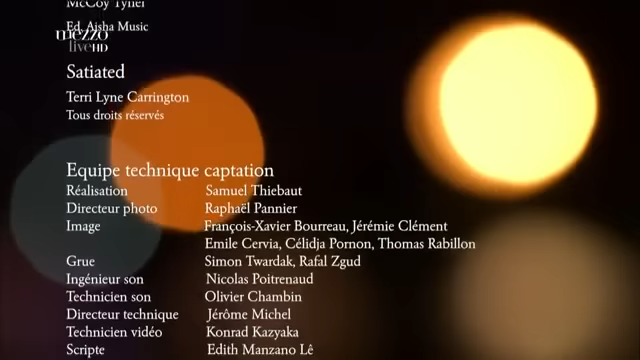 McCoy Tyner
Ed. Aisha Music
mezzo
liveHD
Satiated
Terri Lyne Carrington
Tous droits réservés
Equipe technique captation
Réalisation Samuel Thiebaut
Directeur photo Raphaël Pannier
Image François-Xavier Bourreau, Jérémie Clément
Emile Cervia, Célidja Pornon, Thomas Rabillon
Grue Simon Twardak, Rafal Zgud
Ingénieur son Nicolas Poitrenaud
Technicien son Olivier Chambin
Directeur technique Jérôme Michel
Technicien vidéo Konrad Kazyaka
Scripte Edith Manzano Lê